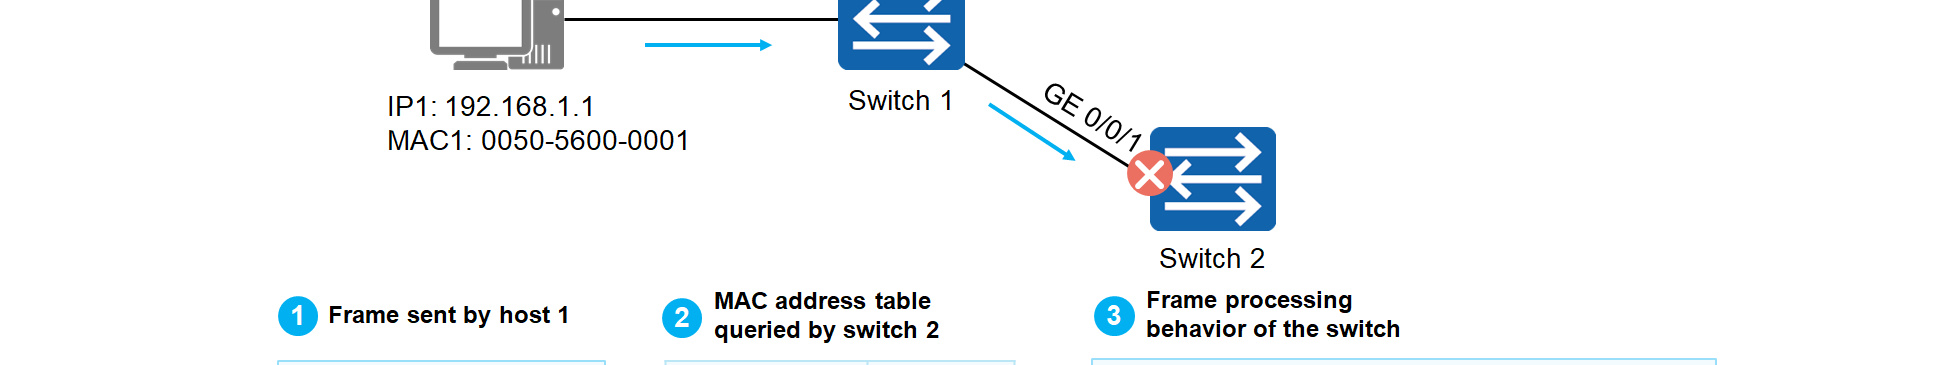 IP1: 192.168.1.1
MAC1: 0050-5600-0001
Switch 1
GE 0/0/1
Switch 2
1 Frame sent by host 1
2 MAC address table
queried by switch 2
3 Frame processing
behavior of the switch